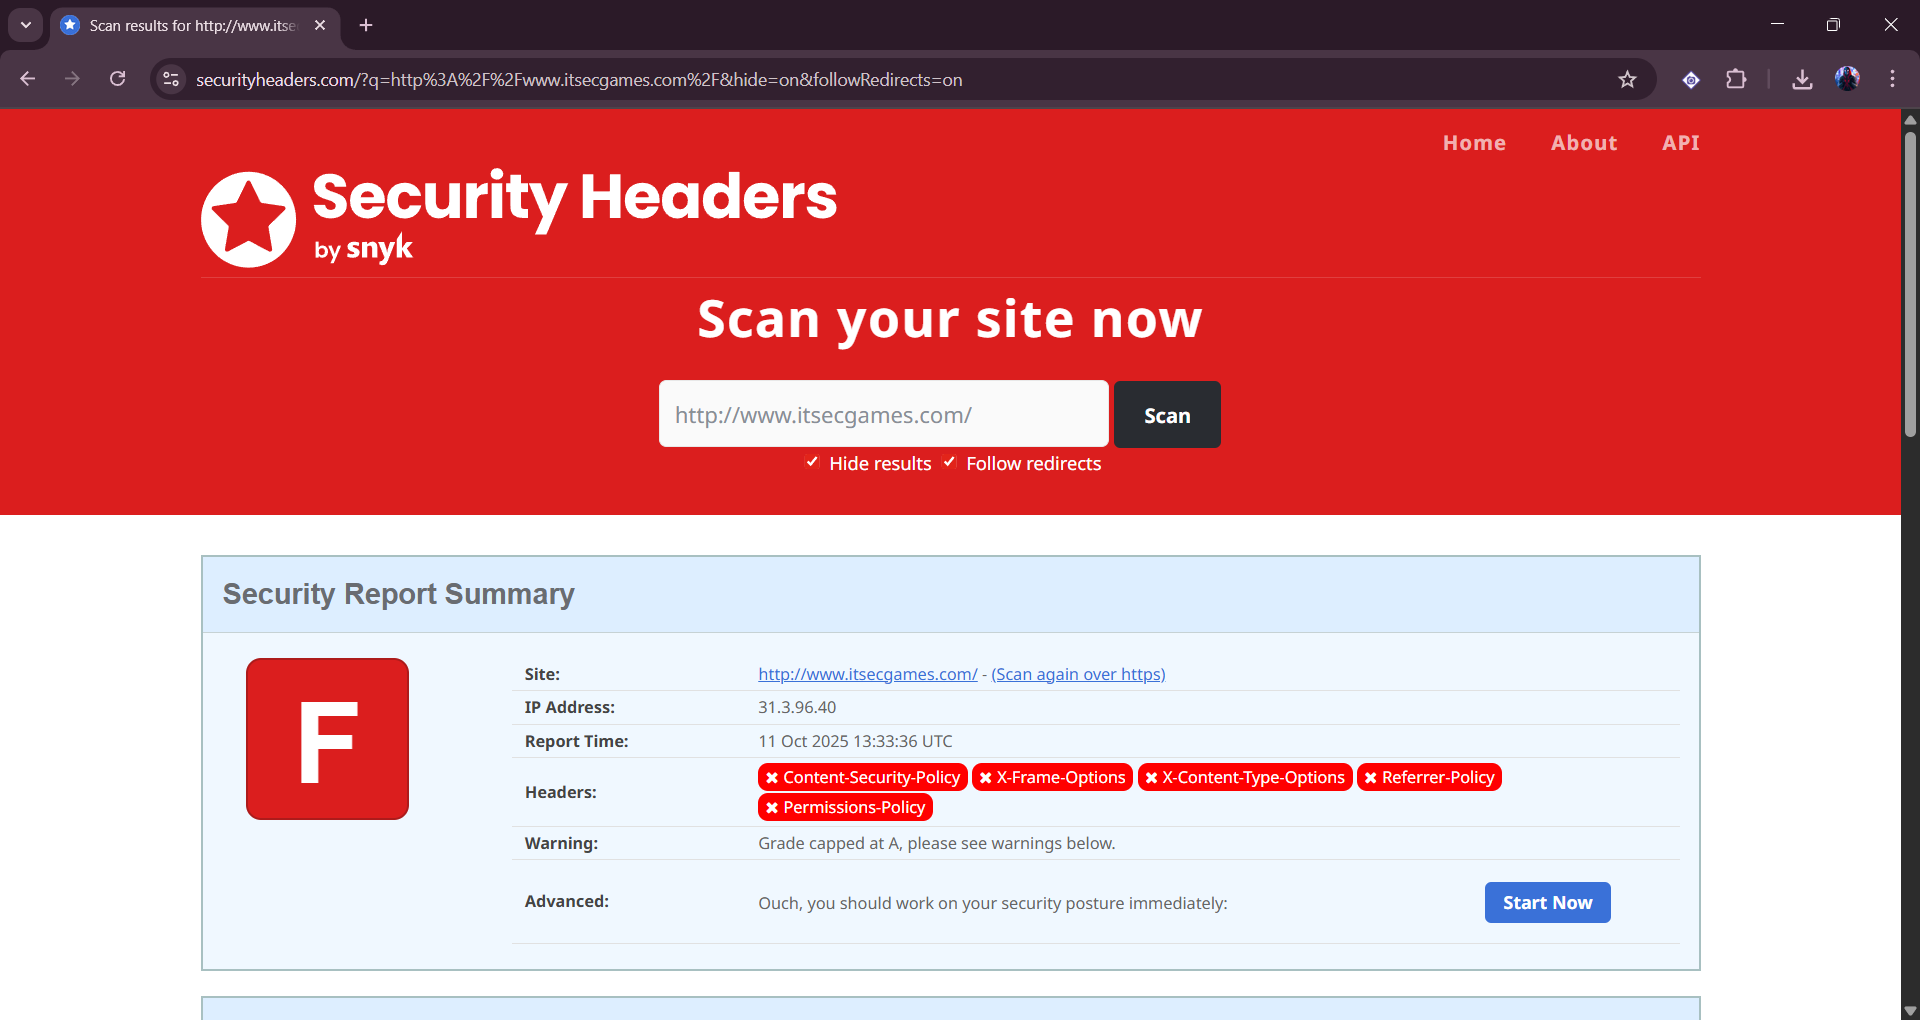 Scan results for http://www.itse
securityheaders.com/?q=http%3A%2F%2Fwww.itsecgames.com%2F&hide=on&followRedirects=on
Home About API
Security Headers
by snyk
Scan your site now
http://www.itsecgames.com/ Scan
Hide results Follow redirects
Security Report Summary
F
Site: http://www.itsecgames.com/ - (Scan again over https)
IP Address: 31.3.96.40
Report Time: 11 Oct 2025 13:33:36 UTC
Headers: ✖ Content-Security-Policy ✖ X-Frame-Options ✖ X-Content-Type-Options ✖ Referrer-Policy
✖ Permissions-Policy
Warning: Grade capped at A, please see warnings below.
Advanced: Ouch, you should work on your security posture immediately: Start Now